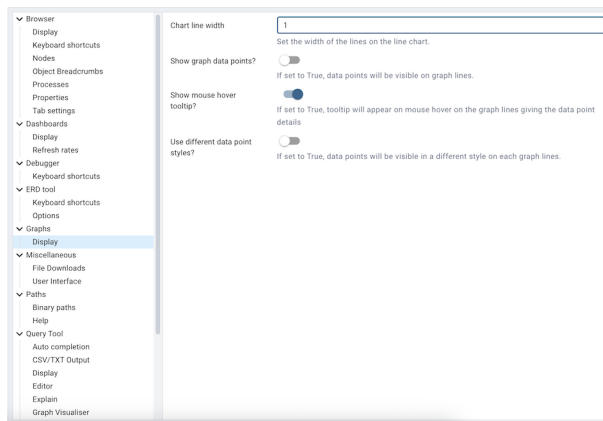 Browser
Display
Keyboard shortcuts
Nodes
Object Breadcrumbs
Processes
Properties
Tab settings
Dashboards
Display
Refresh rates
Debugger
Keyboard shortcuts
ERD tool
Keyboard shortcuts
Options
Graphs
Display
Miscellaneous
File Downloads
User Interface
Paths
Binary paths
Help
Query Tool
Auto completion
CSV/TXT Output
Display
Editor
Explain
Graph Visualiser
Chart line width
1
Set the width of the lines on the line chart.
Show graph data points?
If set to True, data points will be visible on graph lines.
Show mouse hover
tooltip?
If set to True, tooltip will appear on mouse hover on the graph lines giving the data point
details
Use different data point
styles?
If set to True, data points will be visible in a different style on each graph lines.